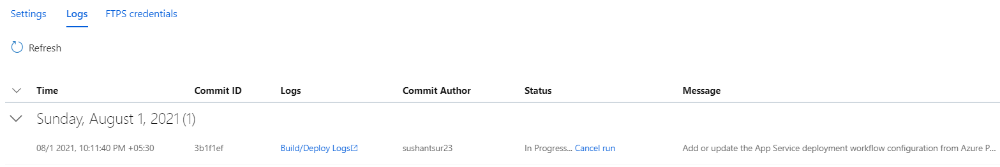 Settings Logs FTPS credentials
Refresh
Time Commit ID Logs Commit Author Status Message
Sunday, August 1, 2021 (1)
08/1 2021, 10:11:40 PM +05:30 3b1f1ef Build/Deploy Logs sushantsur23 In Progress... Cancel run Add or update the App Service deployment workflow configuration from Azure P...